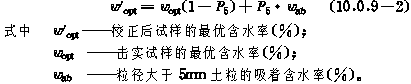 w'opt = wopt(1-P5) + P5·wab (10.0.9-2)
式中 w'opt——校正后试样的最优含水率(%);
wopt——击实试样的最优含水率(%);
wab——粒径大于 5mm 土粒的吸着含水率(%)。